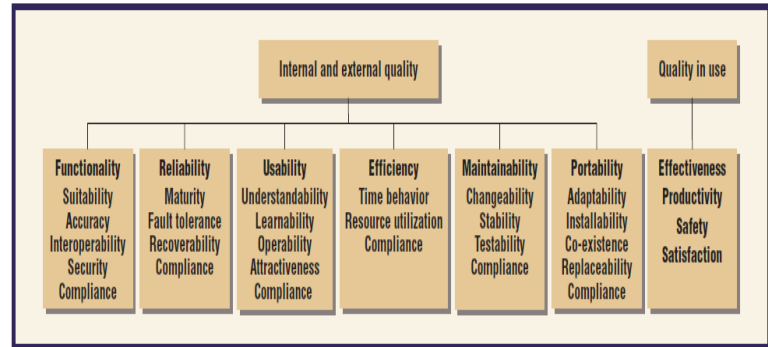 Internal and external quality
Quality in use
Functionality
Suitability
Accuracy
Interoperability
Security
Compliance
Reliability
Maturity
Fault tolerance
Recoverability
Compliance
Usability
Understandability
Learnability
Operability
Attractiveness
Compliance
Efficiency
Time behavior
Resource utilization
Compliance
Maintainability
Changeability
Stability
Testability
Compliance
Portability
Adaptability
Installability
Co-existence
Replaceability
Compliance
Effectiveness
Productivity
Safety
Satisfaction